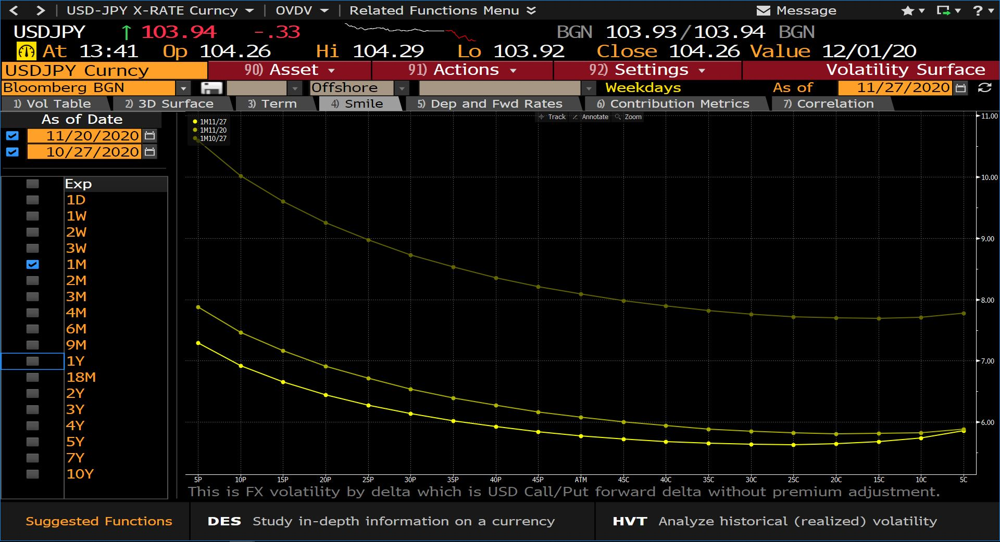 USD-JPY X-RATE Curncy OVDV Related Functions Menu Message ?
USDJPY 103.94 -.33 BGN 103.93/103.94 BGN
At 13:41 Op 104.26 Hi 104.29 Lo 103.92 Close 104.26 Value 12/01/20
USDJPY Curncy 90) Asset 91) Actions 92) Settings Volatility Surface
Bloomberg BGN Offshore Weekdays As of 11/27/2020
1) Vol Table 2) 3D Surface 3) Term 4) Smile 5) Dep and Fwd Rates 6) Contribution Metrics 7) Correlation
As of Date
11/20/2020
10/27/2020
Exp
1D
1W
2W
3W
1M
2M
3M
4M
6M
9M
1Y
18M
2Y
3Y
4Y
5Y
7Y
10Y
Track Annotate Zoom
1M11/27
1M11/20
1M10/27
11.00
10.00
9.00
8.00
7.00
6.00
5P 10P 15P 20P 25P 30P 35P 40P 45P ATM 45C 40C 35C 30C 25C 20C 15C 10C 5C
This is FX volatility by delta which is USD Call/Put forward delta without premium adjustment.
Suggested Functions DES Study in-depth information on a currency HVT Analyze historical (realized) volatility